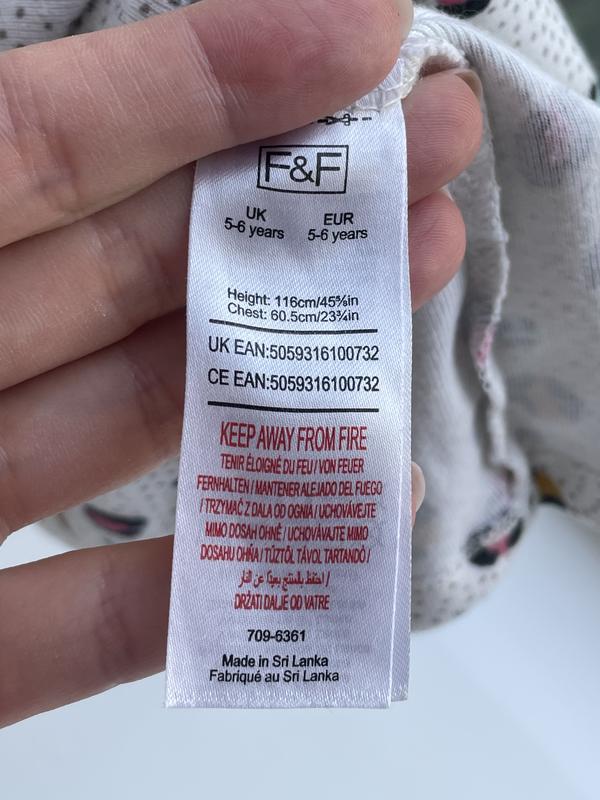 F&F
UK EUR
5-6 years 5-6 years
Height: 116cm/45⅝in
Chest: 60.5cm/23¾in
UK EAN:5059316100732
CE EAN:5059316100732
KEEP AWAY FROM FIRE
TENIR ÉLOIGNÉ DU FEU / VON FEUER
FERNHALTEN / MANTENER ALEJADO DEL FUEGO
/ TRZYMAĆ Z DALA OD OGNIA / UCHOVÁVEJTE
MIMO DOSAH OHNĚ / UCHOVÁVAJTE MIMO
DOSAHU OHŇA / TŰZTŐL TÁVOL TARTANDÓ /
احتفظ بالمنتج بعيدًا عن النار /
DRŽATI DALJE OD VATRE
709-6361
Made in Sri Lanka
Fabriqué au Sri Lanka